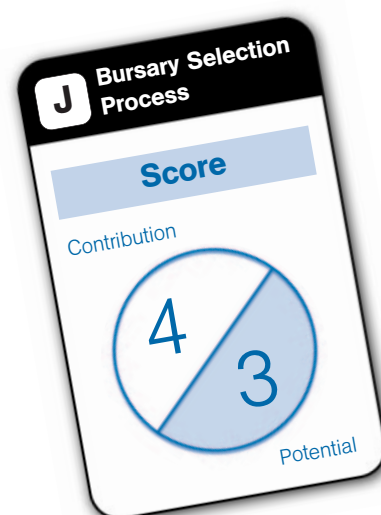 J
Bursary Selection
Process
Score
Contribution
4
3
Potential